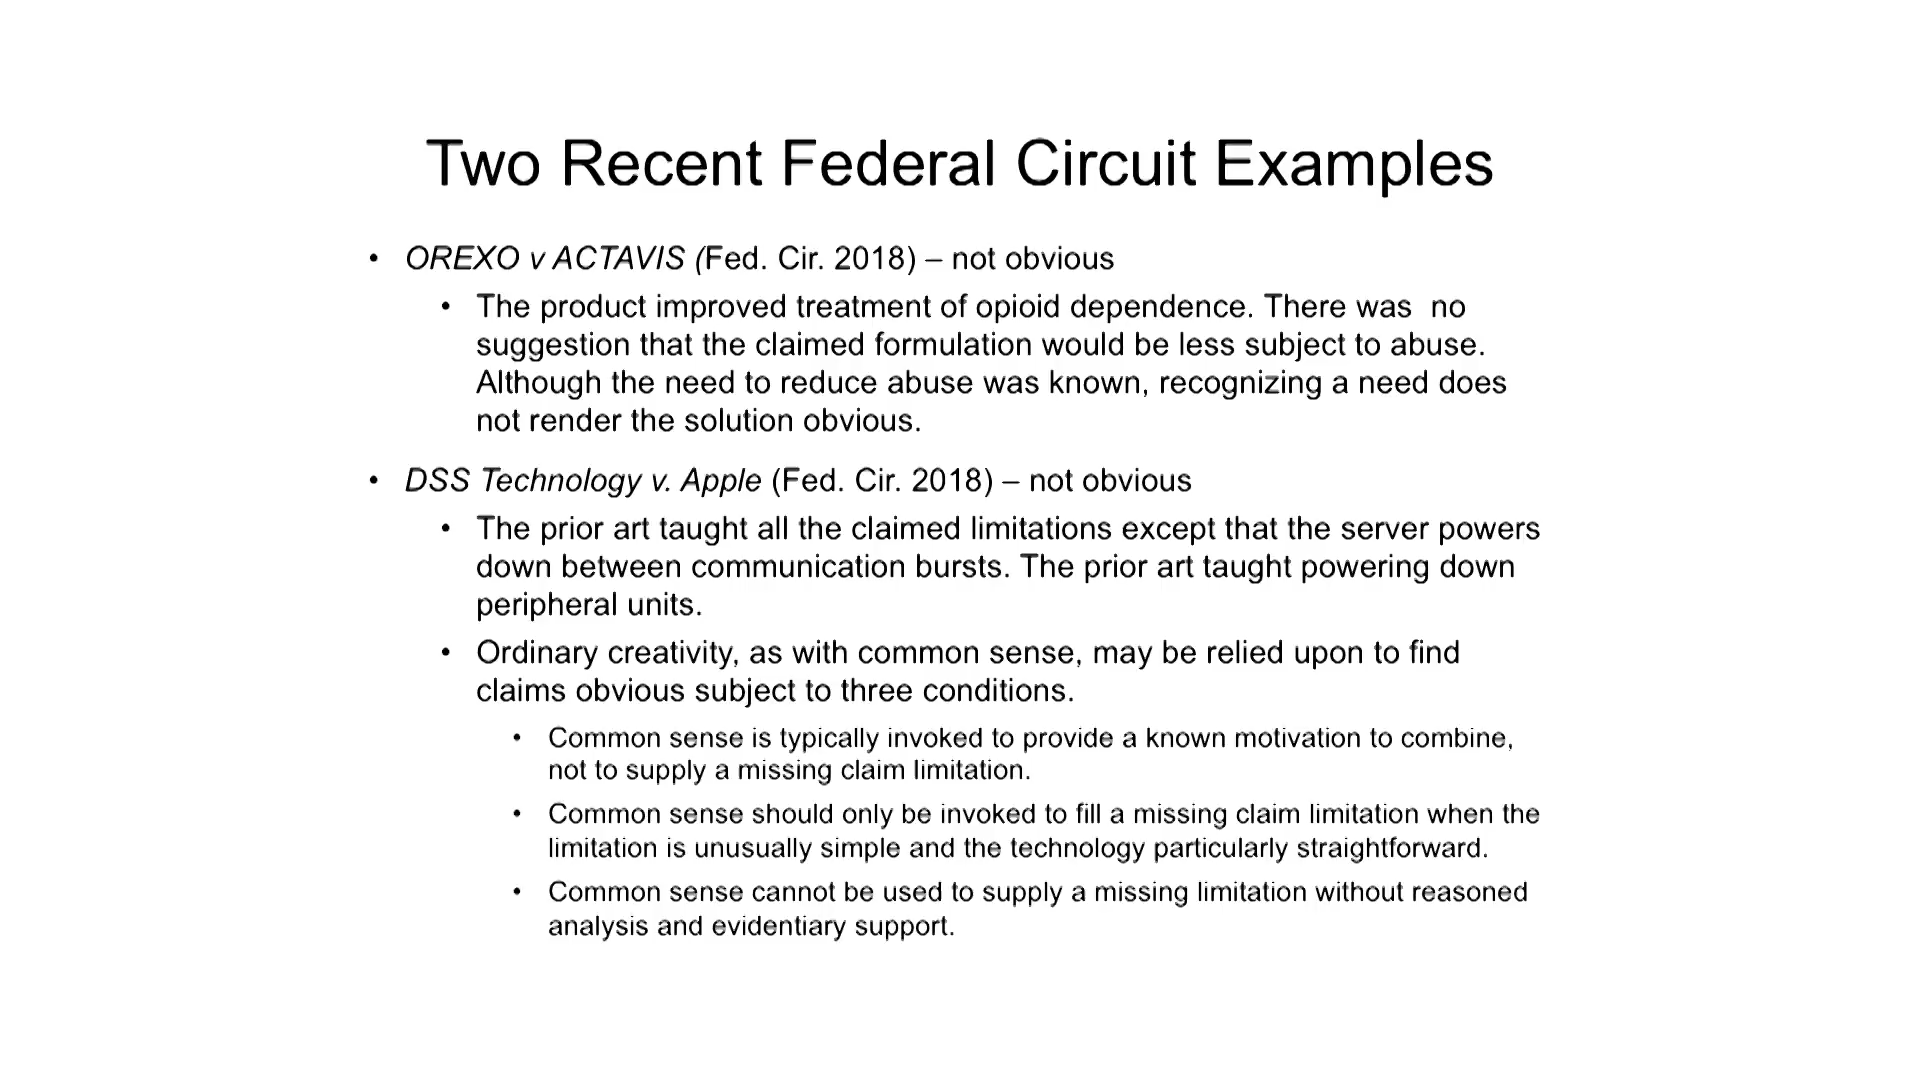 Two Recent Federal Circuit Examples
• OREXO v ACTAVIS (Fed. Cir. 2018) – not obvious
• The product improved treatment of opioid dependence. There was  no
suggestion that the claimed formulation would be less subject to abuse.
Although the need to reduce abuse was known, recognizing a need does
not render the solution obvious.
• DSS Technology v. Apple (Fed. Cir. 2018) – not obvious
• The prior art taught all the claimed limitations except that the server powers
down between communication bursts. The prior art taught powering down
peripheral units.
• Ordinary creativity, as with common sense, may be relied upon to find
claims obvious subject to three conditions.
• Common sense is typically invoked to provide a known motivation to combine,
not to supply a missing claim limitation.
• Common sense should only be invoked to fill a missing claim limitation when the
limitation is unusually simple and the technology particularly straightforward.
• Common sense cannot be used to supply a missing limitation without reasoned
analysis and evidentiary support.